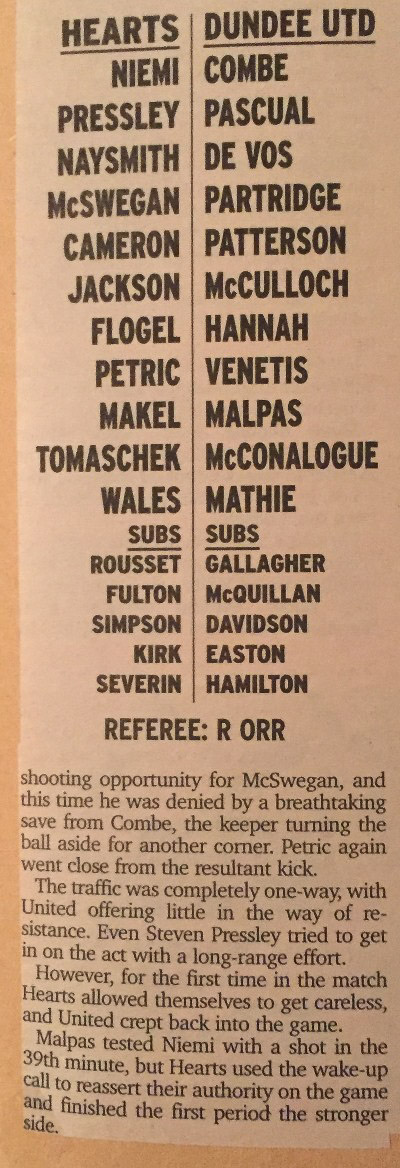 HEARTS DUNDEE UTD
NIEMI COMBE
PRESSLEY PASCUAL
NAYSMITH DE VOS
McSWEGAN PARTRIDGE
CAMERON PATTERSON
JACKSON McCULLOCH
FLOGEL HANNAH
PETRIC VENETIS
MAKEL MALPAS
TOMASCHEK McCONALOGUE
WALES MATHIE
SUBS SUBS
ROUSSET GALLAGHER
FULTON McQUILLAN
SIMPSON DAVIDSON
KIRK EASTON
SEVERIN HAMILTON
REFEREE: R ORR
shooting opportunity for McSwegan, and
this time he was denied by a breathtaking
save from Combe, the keeper turning the
ball aside for another corner. Petric again
went close from the resultant kick.
The traffic was completely one-way, with
United offering little in the way of re-
sistance. Even Steven Pressley tried to get
in on the act with a long-range effort.
However, for the first time in the match
Hearts allowed themselves to get careless,
and United crept back into the game.
Malpas tested Niemi with a shot in the
39th minute, but Hearts used the wake-up
call to reassert their authority on the game
and finished the first period the stronger
side.